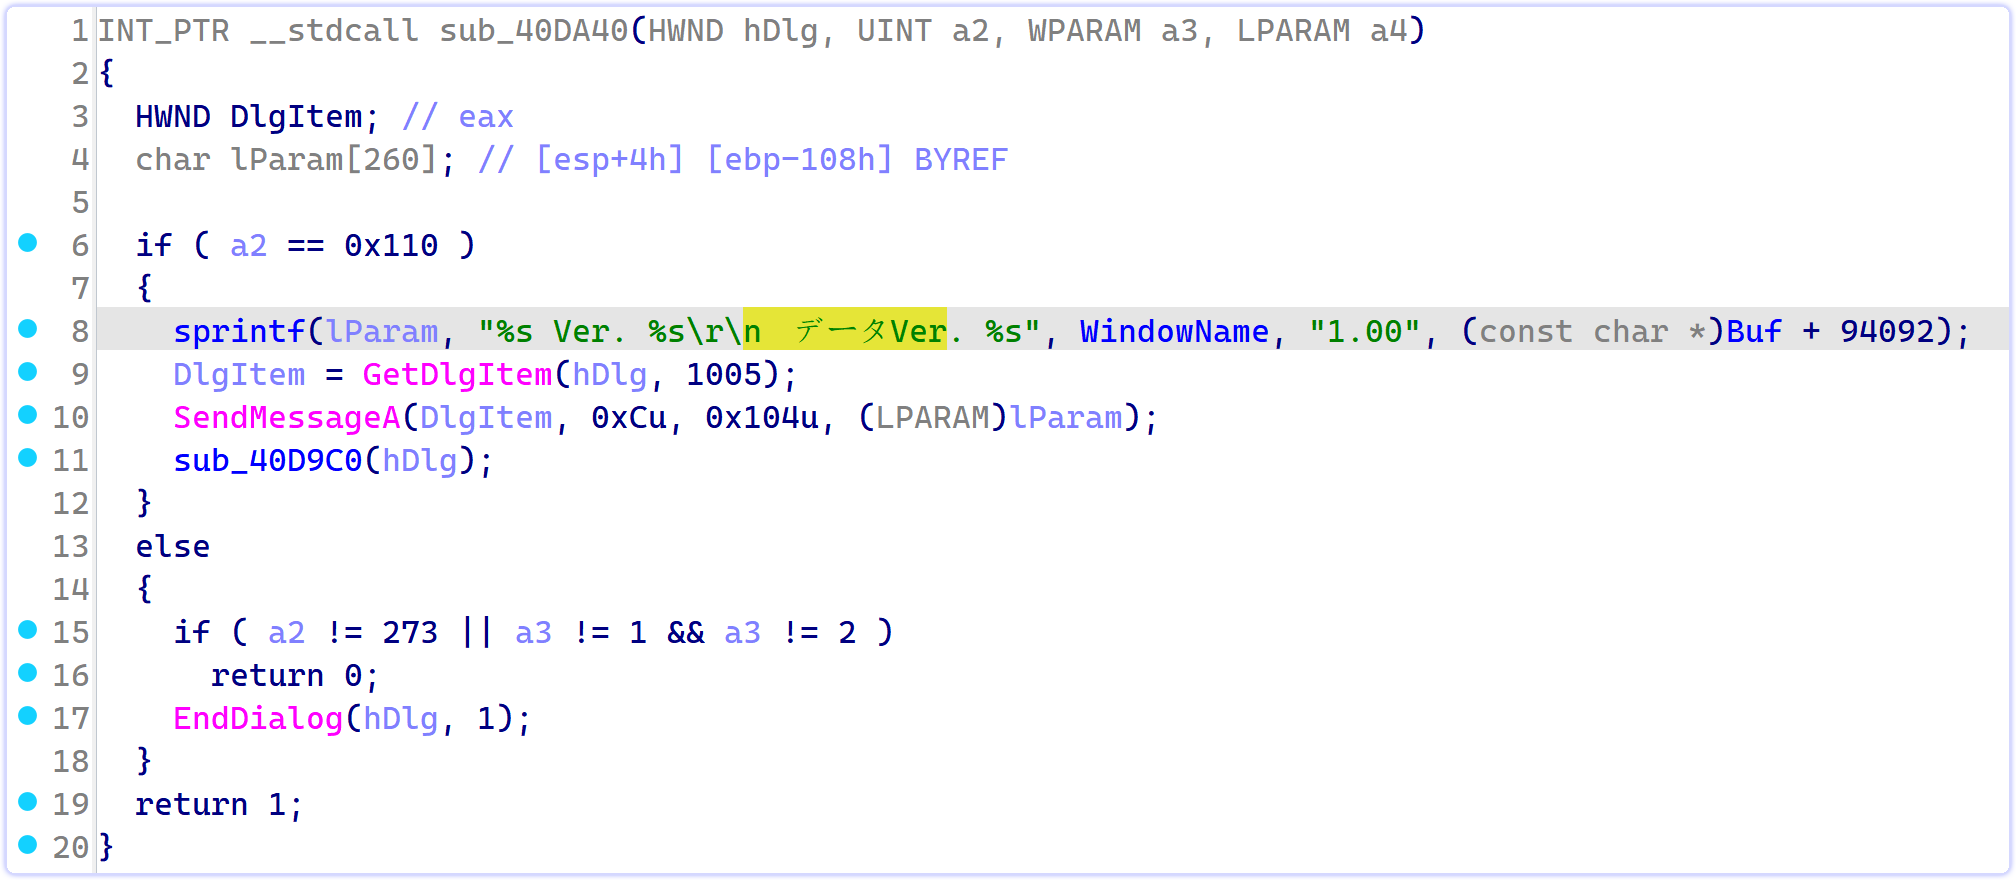 1 INT_PTR __stdcall sub_40DA40(HWND hDlg, UINT a2, WPARAM a3, LPARAM a4)
2 {
3   HWND DlgItem; // eax
4   char lParam[260]; // [esp+4h] [ebp-108h] BYREF
5
6   if ( a2 == 0x110 )
7   {
8     sprintf(lParam, "%s Ver. %s\r\n　データVer. %s", WindowName, "1.00", (const char *)Buf + 94092);
9     DlgItem = GetDlgItem(hDlg, 1005);
10     SendMessageA(DlgItem, 0xCu, 0x104u, (LPARAM)lParam);
11     sub_40D9C0(hDlg);
12   }
13   else
14   {
15     if ( a2 != 273 || a3 != 1 && a3 != 2 )
16       return 0;
17     EndDialog(hDlg, 1);
18   }
19   return 1;
20 }